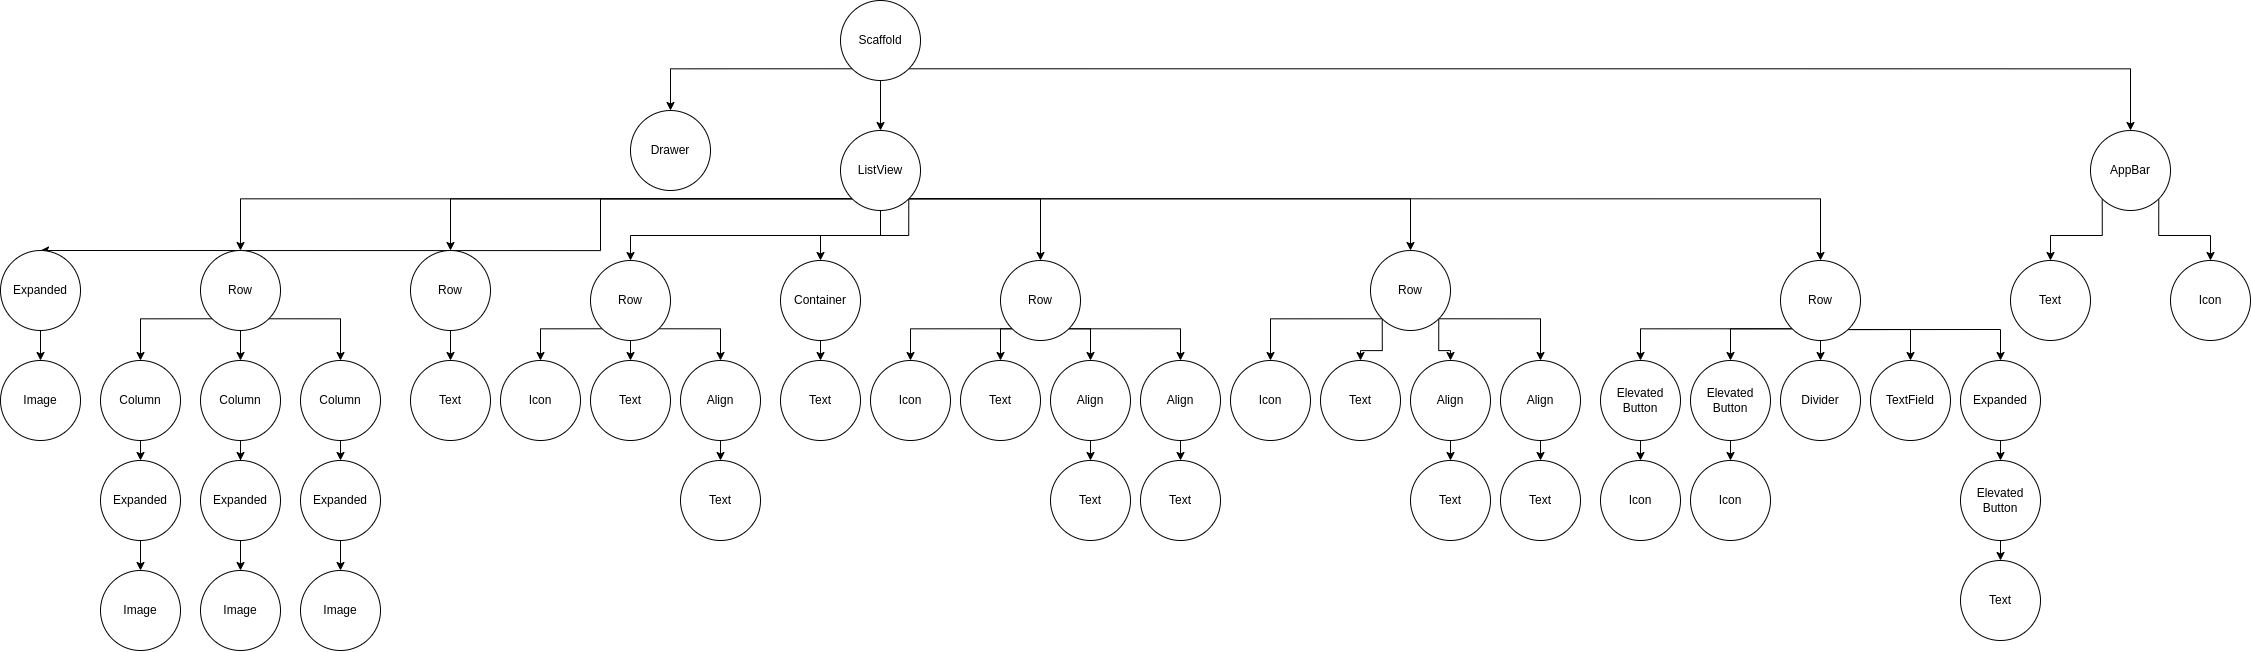 Scaffold
Drawer
ListView
AppBar
Expanded
Row
Row
Row
Container
Row
Row
Row
Text
Icon
Image
Column
Column
Column
Text
Icon
Text
Align
Text
Icon
Text
Align
Align
Icon
Text
Align
Align
Elevated
Button
Elevated
Button
Divider
TextField
Expanded
Expanded
Expanded
Expanded
Text
Text
Text
Text
Text
Icon
Icon
Elevated
Button
Image
Image
Image
Text